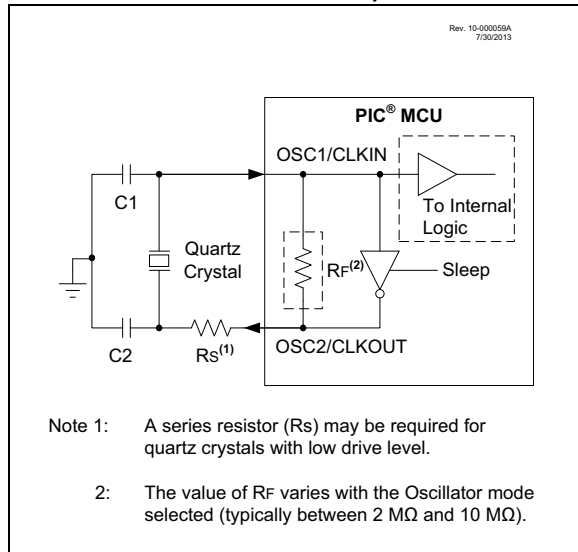 Rev. 10-000059A
7/30/2013
PIC® MCU
OSC1/CLKIN
C1
To Internal
Logic
Quartz
Crystal
RF(2)
Sleep
C2
RS(1)
OSC2/CLKOUT
Note 1: A series resistor (Rs) may be required for
quartz crystals with low drive level.
2: The value of RF varies with the Oscillator mode
selected (typically between 2 MΩ and 10 MΩ).